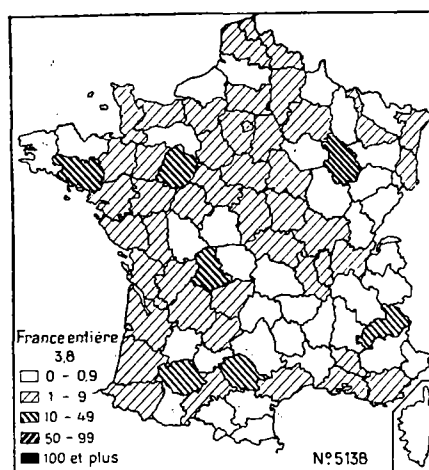 France entière
3,8
0 - 0,9
1 - 9
10 - 49
50 - 99
100 et plus
N° 5138